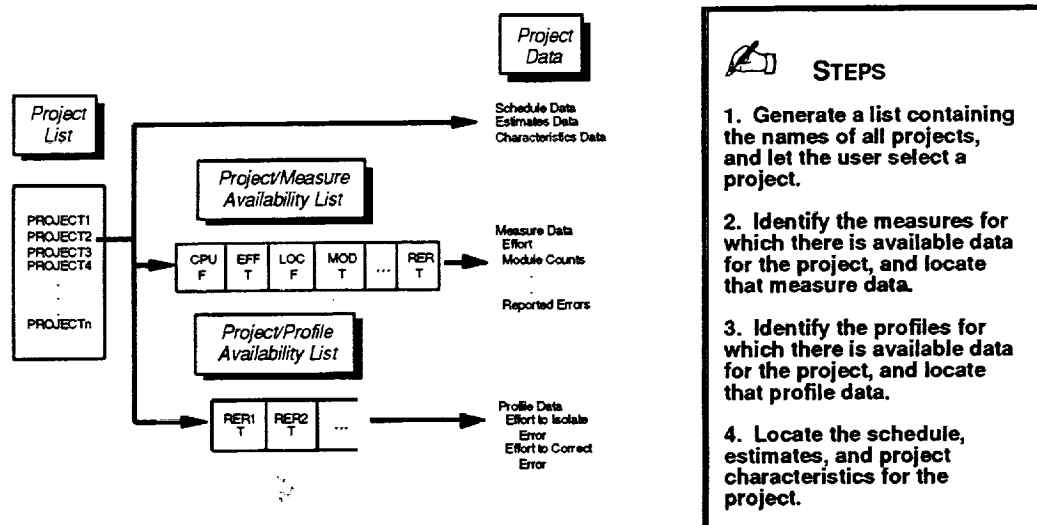 Project
Data
Project
List
Schedule Data
Estimates Data
Characteristics Data
Project/Measure
Availability List
PROJECT1
PROJECT2
PROJECT3
PROJECT4
.
.
.
PROJECTn
CPU EFF LOC MOD ... RER
F T F T T
Measure Data
Effort
Module Counts
.
Reported Errors
Project/Profile
Availability List
RER1 RER2 ...
T T
Profile Data
Effort to Isolate
Error
Effort to Correct
Error
STEPS
1. Generate a list containing
the names of all projects,
and let the user select a
project.
2. Identify the measures for
which there is available data
for the project, and locate
that measure data.
3. Identify the profiles for
which there is available data
for the project, and locate
that profile data.
4. Locate the schedule,
estimates, and project
characteristics for the
project.